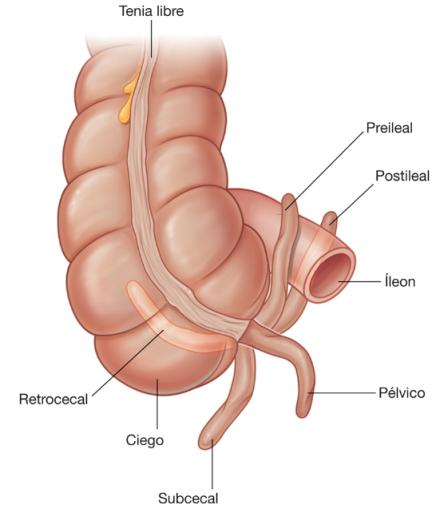 Tenia libre
Preileal
Postileal
Íleon
Retrocecal
Pélvico
Ciego
Subcecal